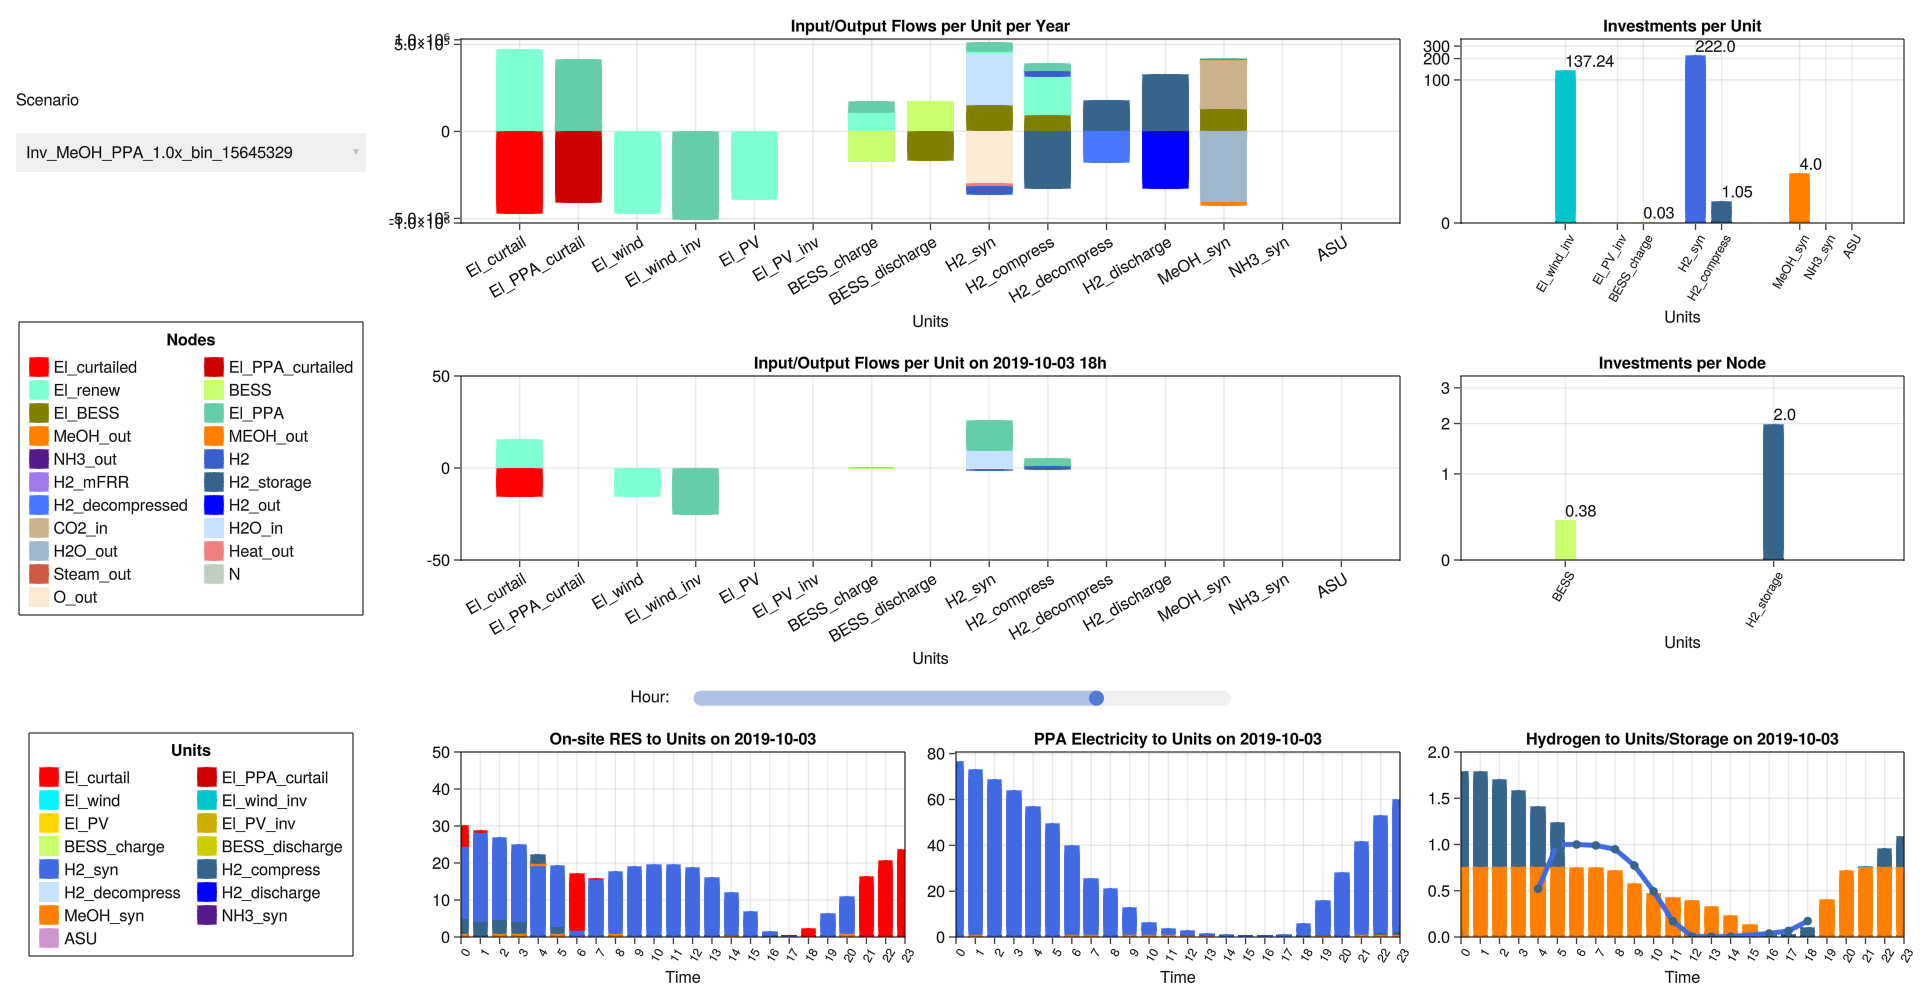 Scenario
Inv_MeOH_PPA_1.0x_bin_15645329
Input/Output Flows per Unit per Year
0
El_curtail
El_PPA_curtail
El_wind
El_wind_inv
El_PV
El_PV_inv
BESS_charge
BESS_discharge
H2_syn
H2_compress
H2_decompress
H2_discharge
MeOH_syn
NH3_syn
ASU
Units
Investments per Unit
300
200
100
0
137.24
0.03
222.0
1.05
4.0
El_wind_inv
El_PV_inv
BESS_charge
H2_syn
H2_compress
MeOH_syn
NH3_syn
ASU
Units
Nodes
El_curtailed El_PPA_curtailed
El_renew BESS
El_BESS El_PPA
MeOH_out MEOH_out
NH3_out H2
H2_mFRR H2_storage
H2_decompressed H2_out
CO2_in H2O_in
H2O_out Heat_out
Steam_out N
O_out
Input/Output Flows per Unit on 2019-10-03 18h
50
0
-50
El_curtail
El_PPA_curtail
El_wind
El_wind_inv
El_PV
El_PV_inv
BESS_charge
BESS_discharge
H2_syn
H2_compress
H2_decompress
H2_discharge
MeOH_syn
NH3_syn
ASU
Units
Investments per Node
3
2
1
0
0.38
2.0
BESS
H2_storage
Units
Hour:
Units
El_curtail El_PPA_curtail
El_wind El_wind_inv
El_PV El_PV_inv
BESS_charge BESS_discharge
H2_syn H2_compress
H2_decompress H2_discharge
MeOH_syn NH3_syn
ASU
On-site RES to Units on 2019-10-03
50
40
30
20
10
0
0 1 2 3 4 5 6 7 8 9 10 11 12 13 14 15 16 17 18 19 20 21 22 23
Time
PPA Electricity to Units on 2019-10-03
80
60
40
20
0
0 1 2 3 4 5 6 7 8 9 10 11 12 13 14 15 16 17 18 19 20 21 22 23
Time
Hydrogen to Units/Storage on 2019-10-03
2.0
1.5
1.0
0.5
0.0
0 1 2 3 4 5 6 7 8 9 10 11 12 13 14 15 16 17 18 19 20 21 22 23
Time